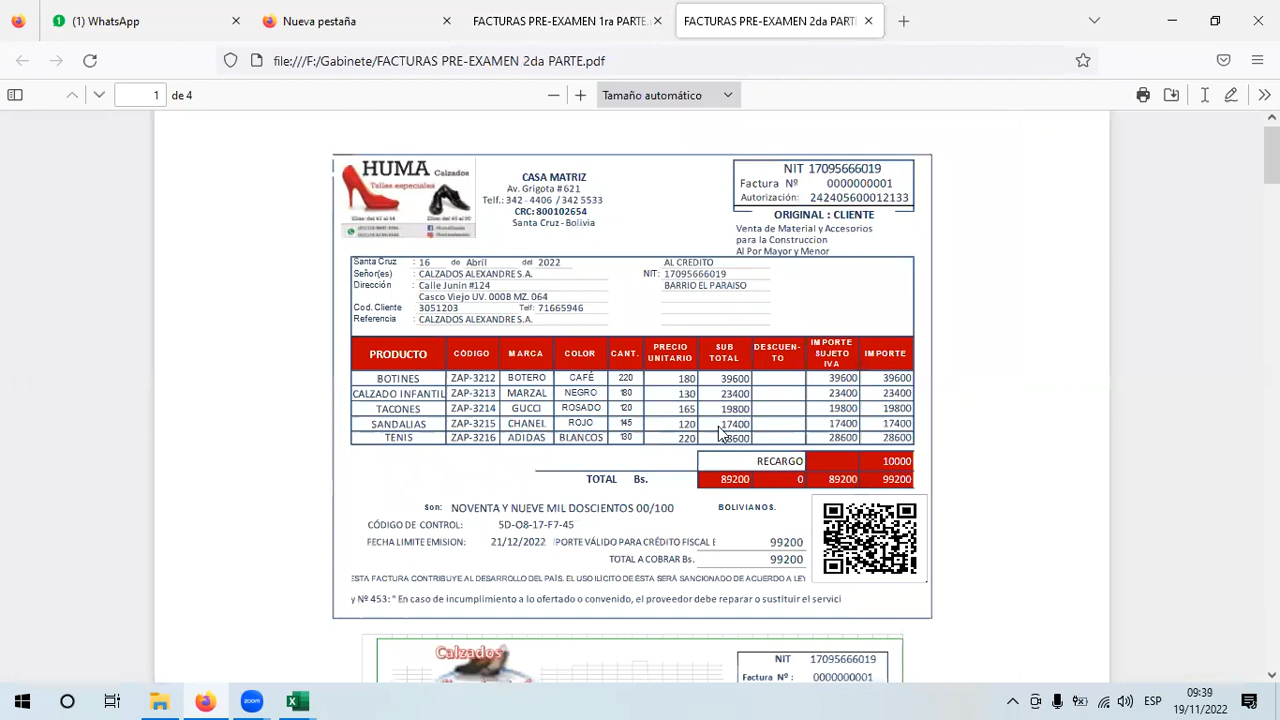 (1) WhatsApp
Nueva pestaña
FACTURAS PRE-EXAMEN 1ra PARTE.
FACTURAS PRE-EXAMEN 2da PARTI
file:///F:/Gabinete/FACTURAS PRE-EXAMEN 2da PARTE.pdf
1 de 4
Tamaño automático
HUMA
Calzados
Talles especiales
CASA MATRIZ
Av. Grigota #621
Telf.: 342 - 4406 / 342 5533
CRC: 800102654
Santa Cruz - Bolivia
NIT 17095666019
Factura Nº 0000000001
Autorización: 242405600012133
ORIGINAL : CLIENTE
Venta de Material y Accesorios
para la Construcion
Al Por Mayor y Menor
Santa Cruz : 16 de Abril del 2022 AL CREDITO
Señor(es) : CALZADOS ALEXANDRE S.A. NIT: 17095666019
Dirección : Calle Junin #124 BARRIO EL PARAISO
Casco Viejo UV. 000B MZ. 064
Cod. Cliente : 3051203 Telf: 71665946
Referencia : CALZADOS ALEXANDRE S.A.
PRODUCTO CÓDIGO MARCA COLOR CANT. PRECIO UNITARIO SUB TOTAL DESCUEN-TO IMPORTE SUJETO IVA IMPORTE
BOTINES ZAP-3212 BOTERO CAFÉ 220 180 39600 39600 39600
CALZADO INFANTIL ZAP-3213 MARZAL NEGRO 180 130 23400 23400 23400
TACONES ZAP-3214 GUCCI ROSADO 120 165 19800 19800 19800
SANDALIAS ZAP-3215 CHANEL ROJO 145 120 17400 17400 17400
TENIS ZAP-3216 ADIDAS BLANCOS 130 220 28600 28600
RECARGO 10000
TOTAL Bs. 89200 0 89200 99200
Son: NOVENTA Y NUEVE MIL DOSCIENTOS 00/100 BOLIVIANOS.
CÓDIGO DE CONTROL: 5D-O8-17-F7-45
FECHA LIMITE EMISION: 21/12/2022 IPORTE VÁLIDO PARA CRÉDITO FISCAL E 99200
TOTAL A COBRAR Bs. 99200
ESTA FACTURA CONTRIBUYE AL DESARROLLO DEL PAÍS. EL USO ILÍCITO DE ÉSTA SERÁ SANCIONADO DE ACUERDO A LEY
y Nº 453: " En caso de incumplimiento a lo ofertado o convenido, el proveedor debe reparar o sustituir el servici
Calzados
NIT 17095666019
Factura Nº : 0000000001
zoom
ESP
09:39
19/11/2022